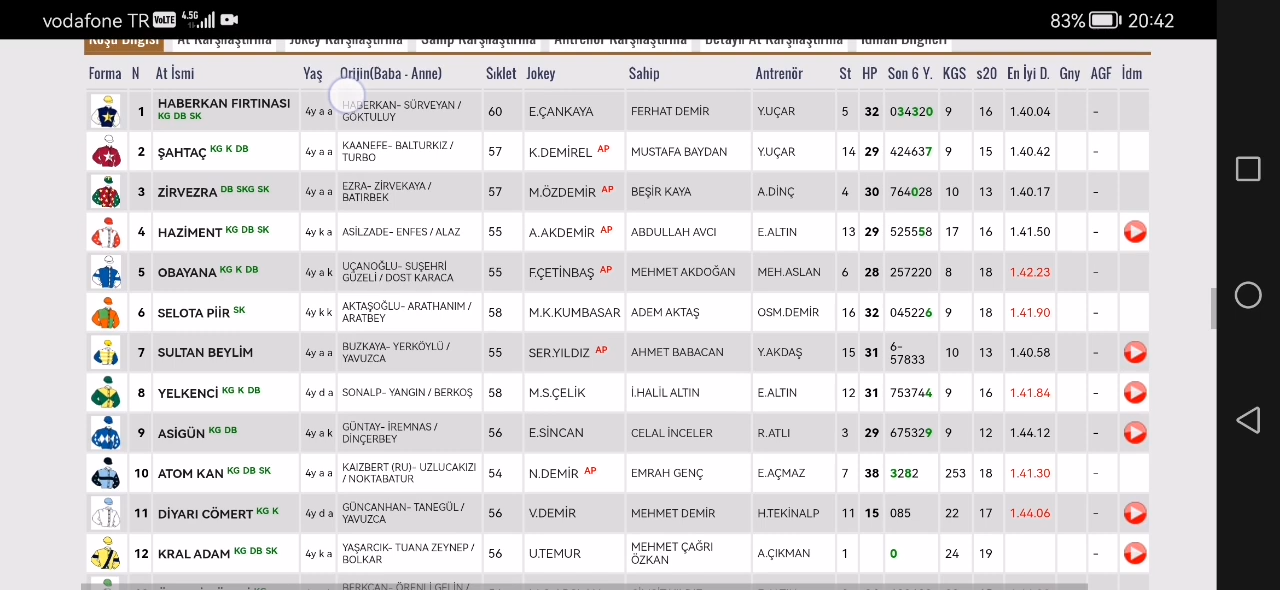 vodafone TR VoLTE 4.5G 83% 20:42
Koşu Bilgisi At Karşılaştırma Jokey Karşılaştırma Sahip Karşılaştırma Antrenör Karşılaştırma Detaylı At Karşılaştırma İdman Bilgileri
Forma N At İsmi Yaş Orijin(Baba - Anne) Sıklet Jokey Sahip Antrenör St HP Son 6 Y. KGS s20 En İyi D. Gny AGF İdm
1 HABERKAN FIRTINASI KG DB SK 4y a a HABERKAN- SÜRVEYAN / GÖKTULUY 60 E.ÇANKAYA FERHAT DEMİR Y.UÇAR 5 32 034320 9 16 1.40.04 -
2 ŞAHTAÇ KG K DB 4y a a KAANEFE- BALTURKIZ / TURBO 57 K.DEMİREL AP MUSTAFA BAYDAN Y.UÇAR 14 29 424637 9 15 1.40.42 -
3 ZİRVEZRA DB SKG SK 4y a a EZRA- ZİRVEKAYA / BATIRBEK 57 M.ÖZDEMİR AP BEŞİR KAYA A.DİNÇ 4 30 764028 10 13 1.40.17 -
4 HAZİMENT KG DB SK 4y k a ASİLZADE- ENFES / ALAZ 55 A.AKDEMİR AP ABDULLAH AVCI E.ALTIN 13 29 525558 17 16 1.41.50 -
5 OBAYANA KG K DB 4y a k UÇANOĞLU- SUŞEHRİ GÜZELİ / DOST KARACA 55 F.ÇETİNBAŞ AP MEHMET AKDOĞAN MEH.ASLAN 6 28 257220 8 18 1.42.23 -
6 SELOTA PİİR SK 4y k k AKTAŞOĞLU- ARATHANIM / ARATBEY 58 M.K.KUMBASAR ADEM AKTAŞ OSM.DEMİR 16 32 045226 9 18 1.41.90 -
7 SULTAN BEYLİM 4y a a BUZKAYA- YERKÖYLÜ / YAVUZCA 55 SER.YILDIZ AP AHMET BABACAN Y.AKDAŞ 15 31 6-57833 10 13 1.40.58 -
8 YELKENCİ KG K DB 4y d a SONALP- YANGIN / BERKOŞ 58 M.S.ÇELİK İ.HALİL ALTIN E.ALTIN 12 31 753744 9 16 1.41.84 -
9 ASİGÜN KG DB 4y a k GÜNTAY- İREMNAS / DİNÇERBEY 56 E.SİNCAN CELAL İNCELER R.ATLI 3 29 675329 9 12 1.44.12 -
10 ATOM KAN KG DB SK 4y a a KAIZBERT (RU)- UZLUCAKIZI / NOKTABATUR 54 N.DEMİR AP EMRAH GENÇ E.AÇMAZ 7 38 3282 253 18 1.41.30 -
11 DİYARI CÖMERT KG K 4y d a GÜNCANHAN- TANEGÜL / YAVUZCA 56 V.DEMİR MEHMET DEMİR H.TEKİNALP 11 15 085 22 17 1.44.06 -
12 KRAL ADAM KG DB SK 4y k a YAŞARCIK- TUANA ZEYNEP / BOLKAR 56 U.TEMUR MEHMET ÇAĞRI ÖZKAN A.ÇIKMAN 1 0 24 19 -